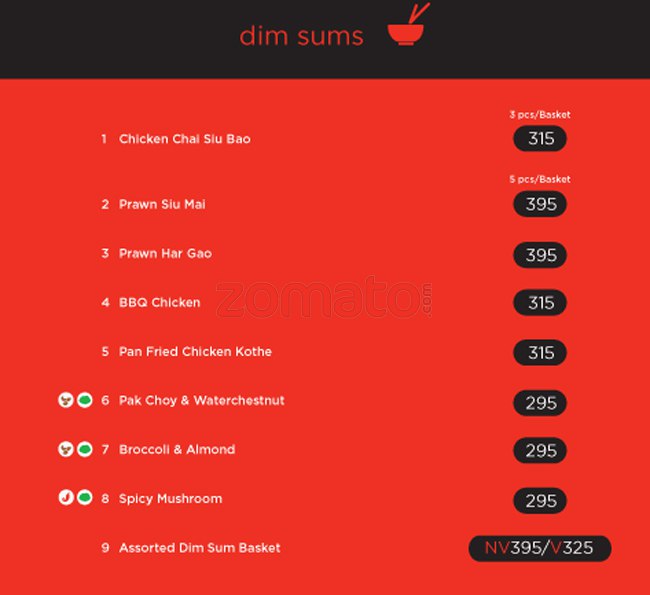 dim sums
3 pcs/Basket
1 Chicken Chai Siu Bao 315
5 pcs/Basket
2 Prawn Siu Mai 395
3 Prawn Har Gao 395
zomato.com
4 BBQ Chicken 315
5 Pan Fried Chicken Kothe 315
6 Pak Choy & Waterchestnut 295
7 Broccoli & Almond 295
8 Spicy Mushroom 295
9 Assorted Dim Sum Basket NV395/V325